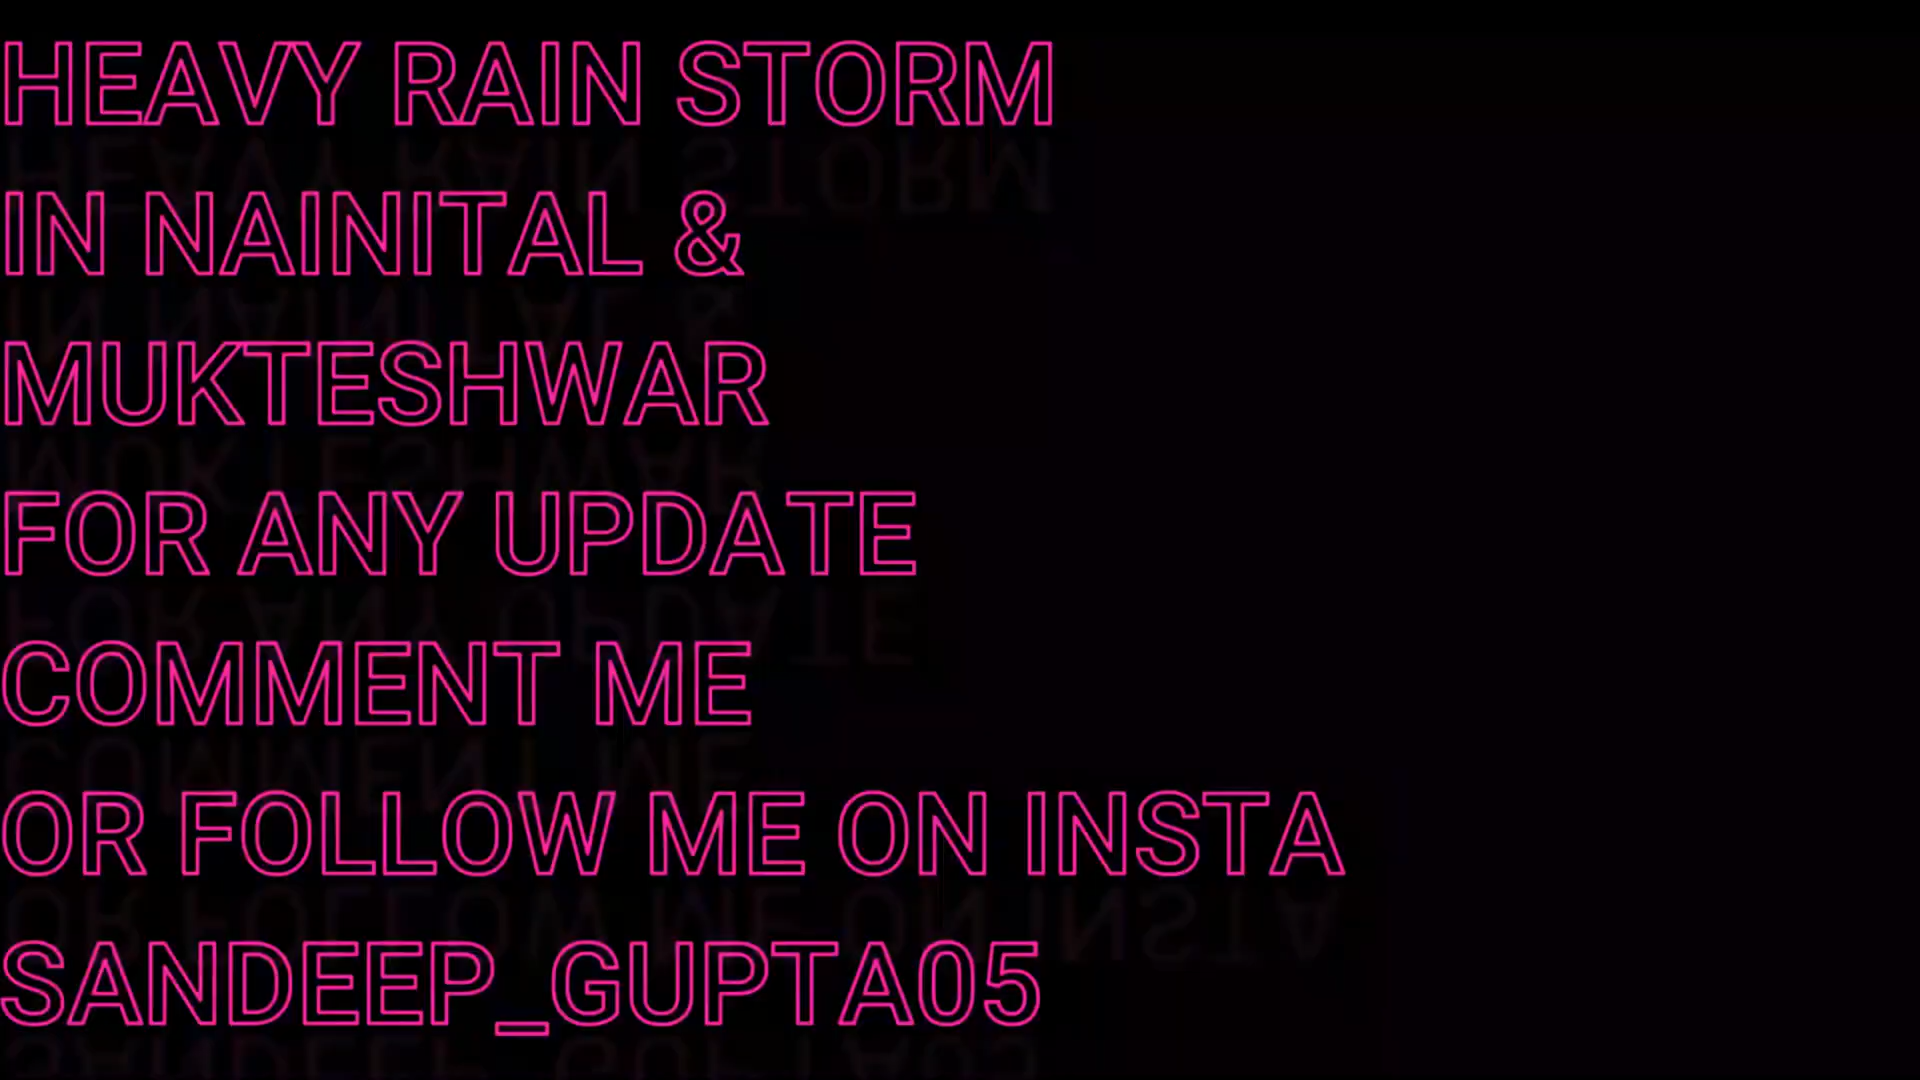 HEAVY RAIN STORM
IN NAINITAL &
MUKTESHWAR
FOR ANY UPDATE
COMMENT ME
OR FOLLOW ME ON INSTA
SANDEEP_GUPTA05